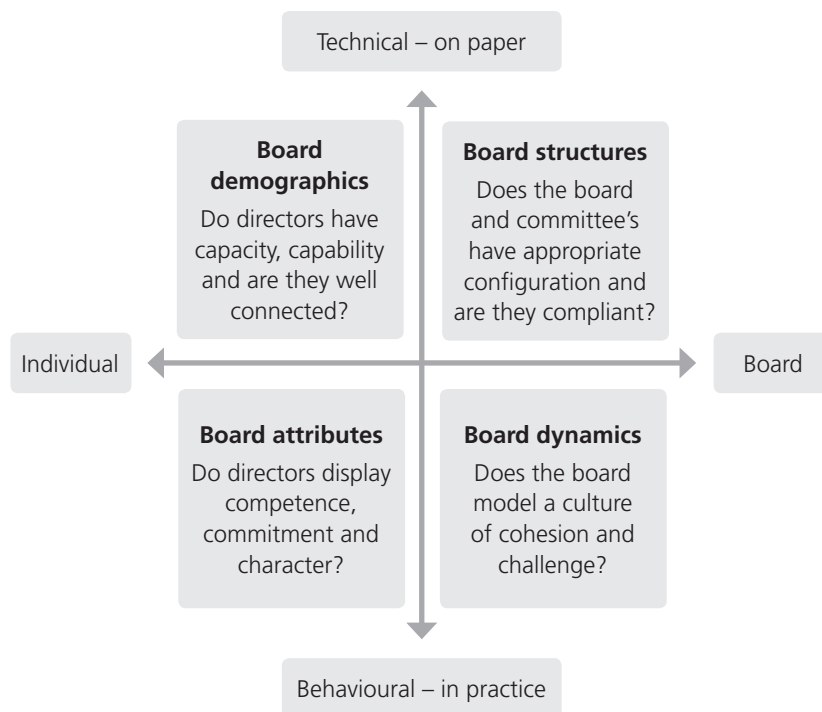 Technical – on paper
Board
demographics
Do directors have
capacity, capability
and are they well
connected?
Board structures
Does the board
and committee's
have appropriate
configuration and
are they compliant?
Individual
Board
Board attributes
Do directors display
competence,
commitment and
character?
Board dynamics
Does the board
model a culture
of cohesion and
challenge?
Behavioural – in practice